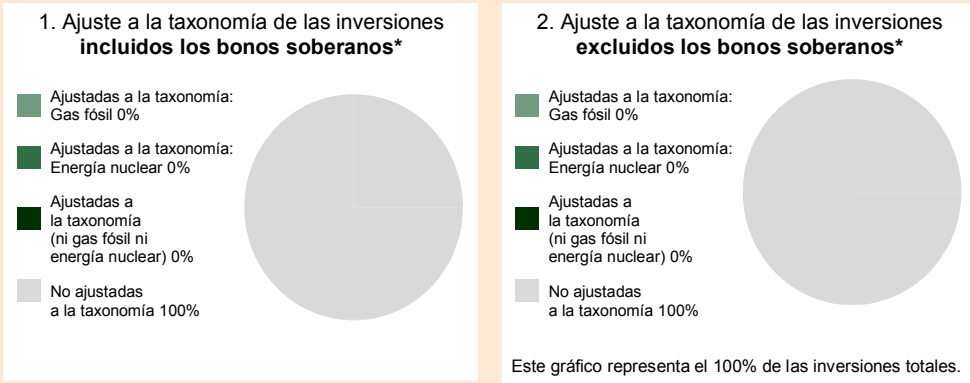 1. Ajuste a la taxonomía de las inversiones
incluidos los bonos soberanos*
Ajustadas a la taxonomía:
Gas fósil 0%
Ajustadas a la taxonomía:
Energía nuclear 0%
Ajustadas a
la taxonomía
(ni gas fósil ni
energía nuclear) 0%
No ajustadas
a la taxonomía 100%
2. Ajuste a la taxonomía de las inversiones
excluidos los bonos soberanos*
Ajustadas a la taxonomía:
Gas fósil 0%
Ajustadas a la taxonomía:
Energía nuclear 0%
Ajustadas a
la taxonomía
(ni gas fósil ni
energía nuclear) 0%
No ajustadas
a la taxonomía 100%
Este gráfico representa el 100% de las inversiones totales.